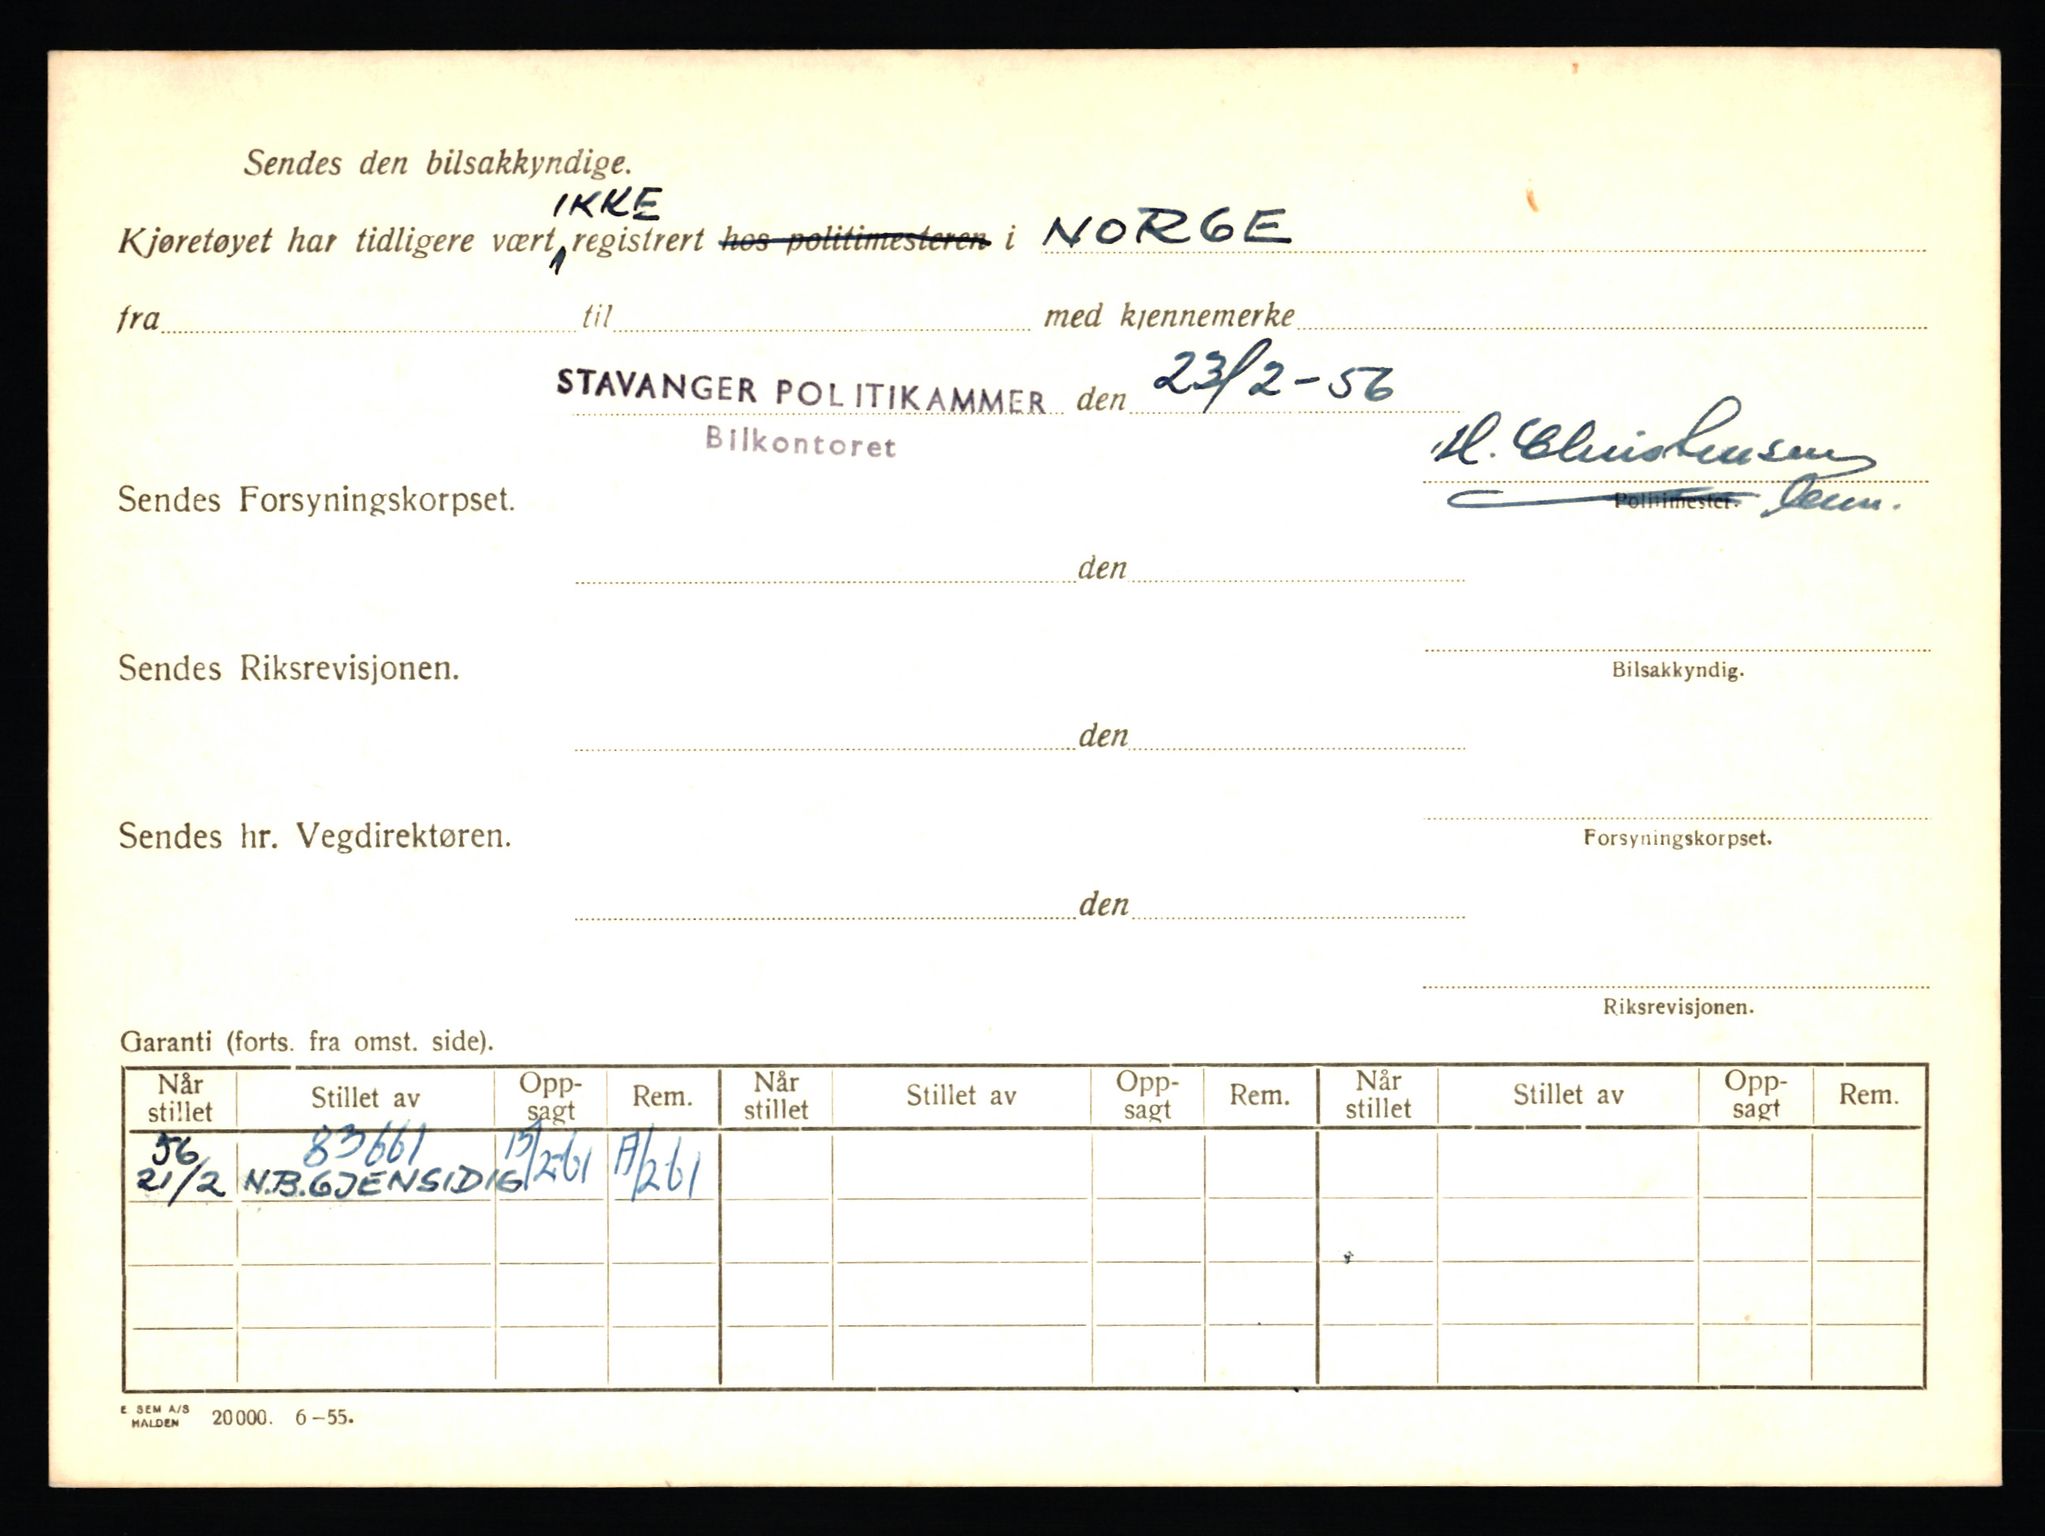 Sendes den bilsakkyndige.
IKKE
Kjøretøyet har tidligere vært registrert hos politimesteren i NORGE
fra til med kjennemerke
STAVANGER POLITIKAMMER den 23/2-56
Bilkontoret
H. Christensen
Sendes Forsyningskorpset.
Politimester.
den
Sendes Riksrevisjonen.
Bilsakkyndig.
den
Sendes hr. Vegdirektøren.
Forsyningskorpset.
den
Riksrevisjonen.
Garanti (forts. fra omst. side).
Når stillet Stillet av Opp-sagt Rem. Når stillet Stillet av Opp-sagt Rem. Når stillet Stillet av Opp-sagt Rem.
56 83661
21/2 N.B.GJENSIDIG /2-61 /2-61
E. SEM A/S
HALDEN 20000. 6-55.